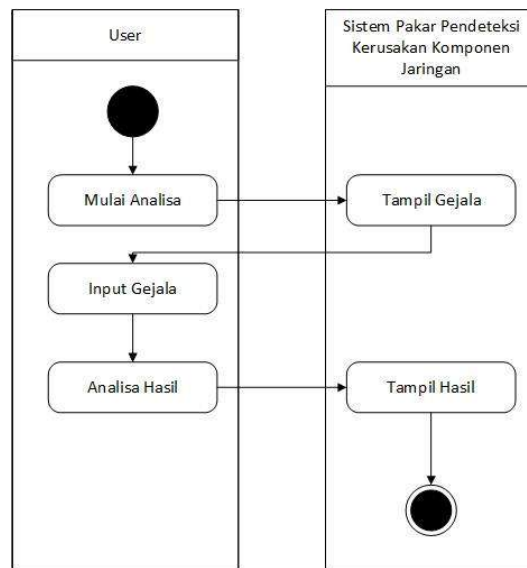 User
Sistem Pakar Pendeteksi
Kerusakan Komponen
Jaringan
Mulai Analisa
Tampil Gejala
Input Gejala
Analisa Hasil
Tampil Hasil